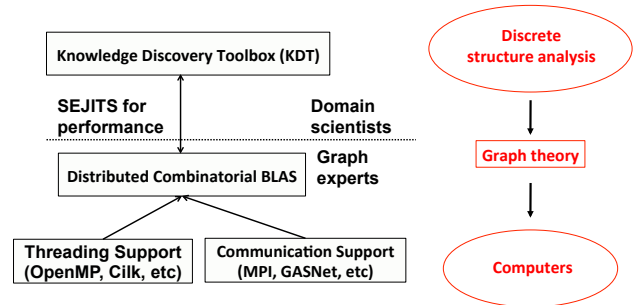 Knowledge Discovery Toolbox (KDT)
SEJITS for
performance
Domain
scientists
Graph
experts
Distributed Combinatorial BLAS
Threading Support
(OpenMP, Cilk, etc)
Communication Support
(MPI, GASNet, etc)
Discrete
structure analysis
Graph theory
Computers